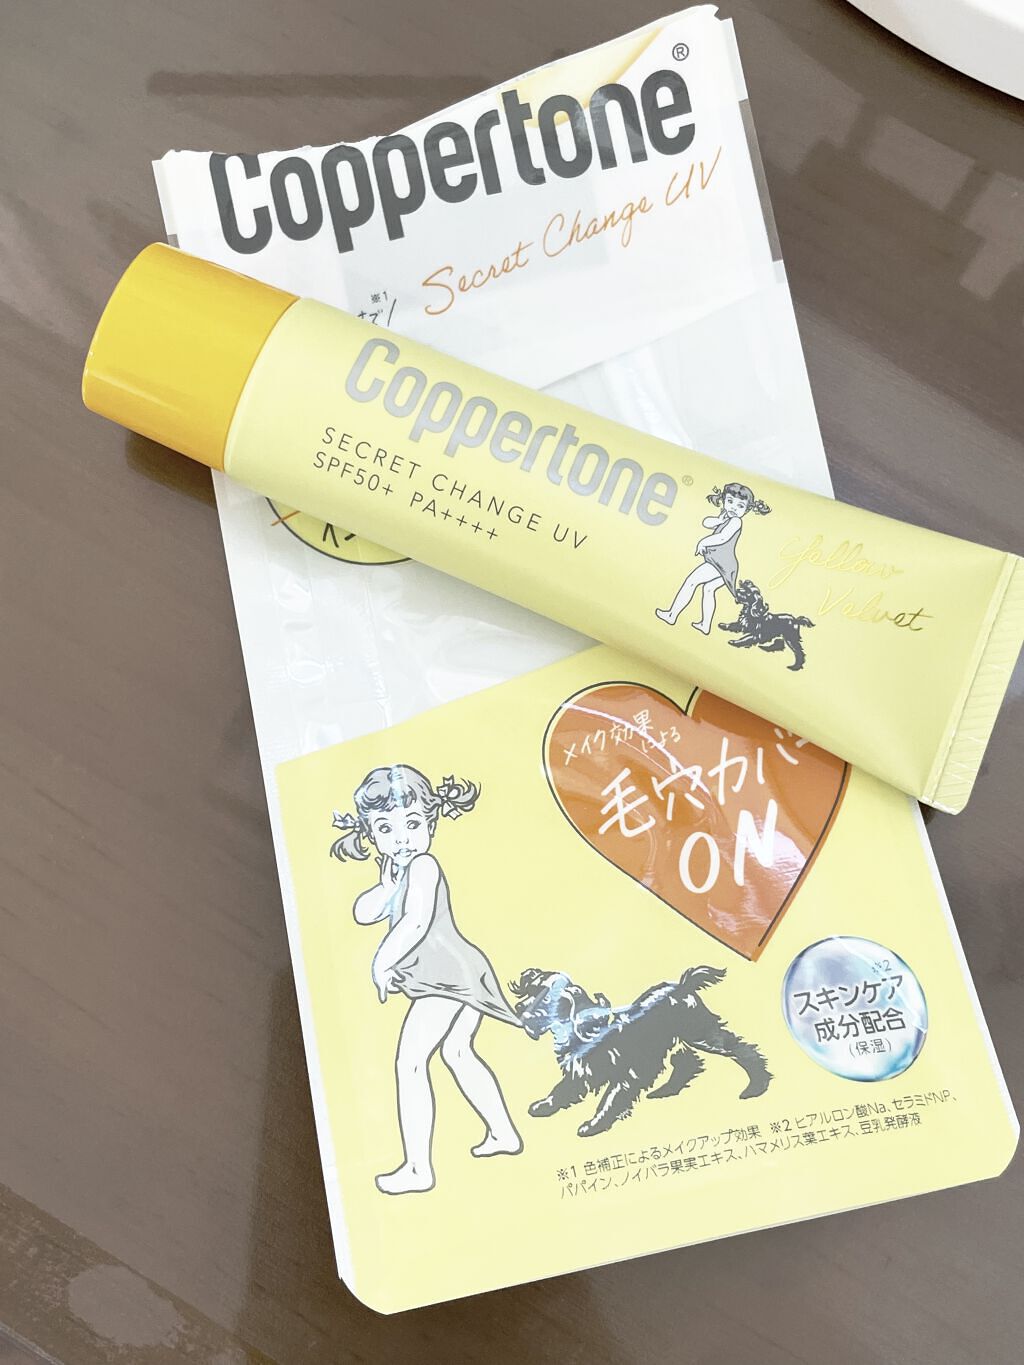 Coppertone®
Secret Change UV
※1
Coppertone®
SECRET CHANGE UV
SPF50+ PA++++
Yellow
Velvet
メイク効果
による
毛穴カバー
ON
※2
スキンケア
成分配合
(保湿)
※1 色補正によるメイクアップ効果 ※2 ヒアルロン酸Na、セラミドNP、
パパイン、ノイバラ果実エキス、ハマメリス葉エキス、豆乳発酵液